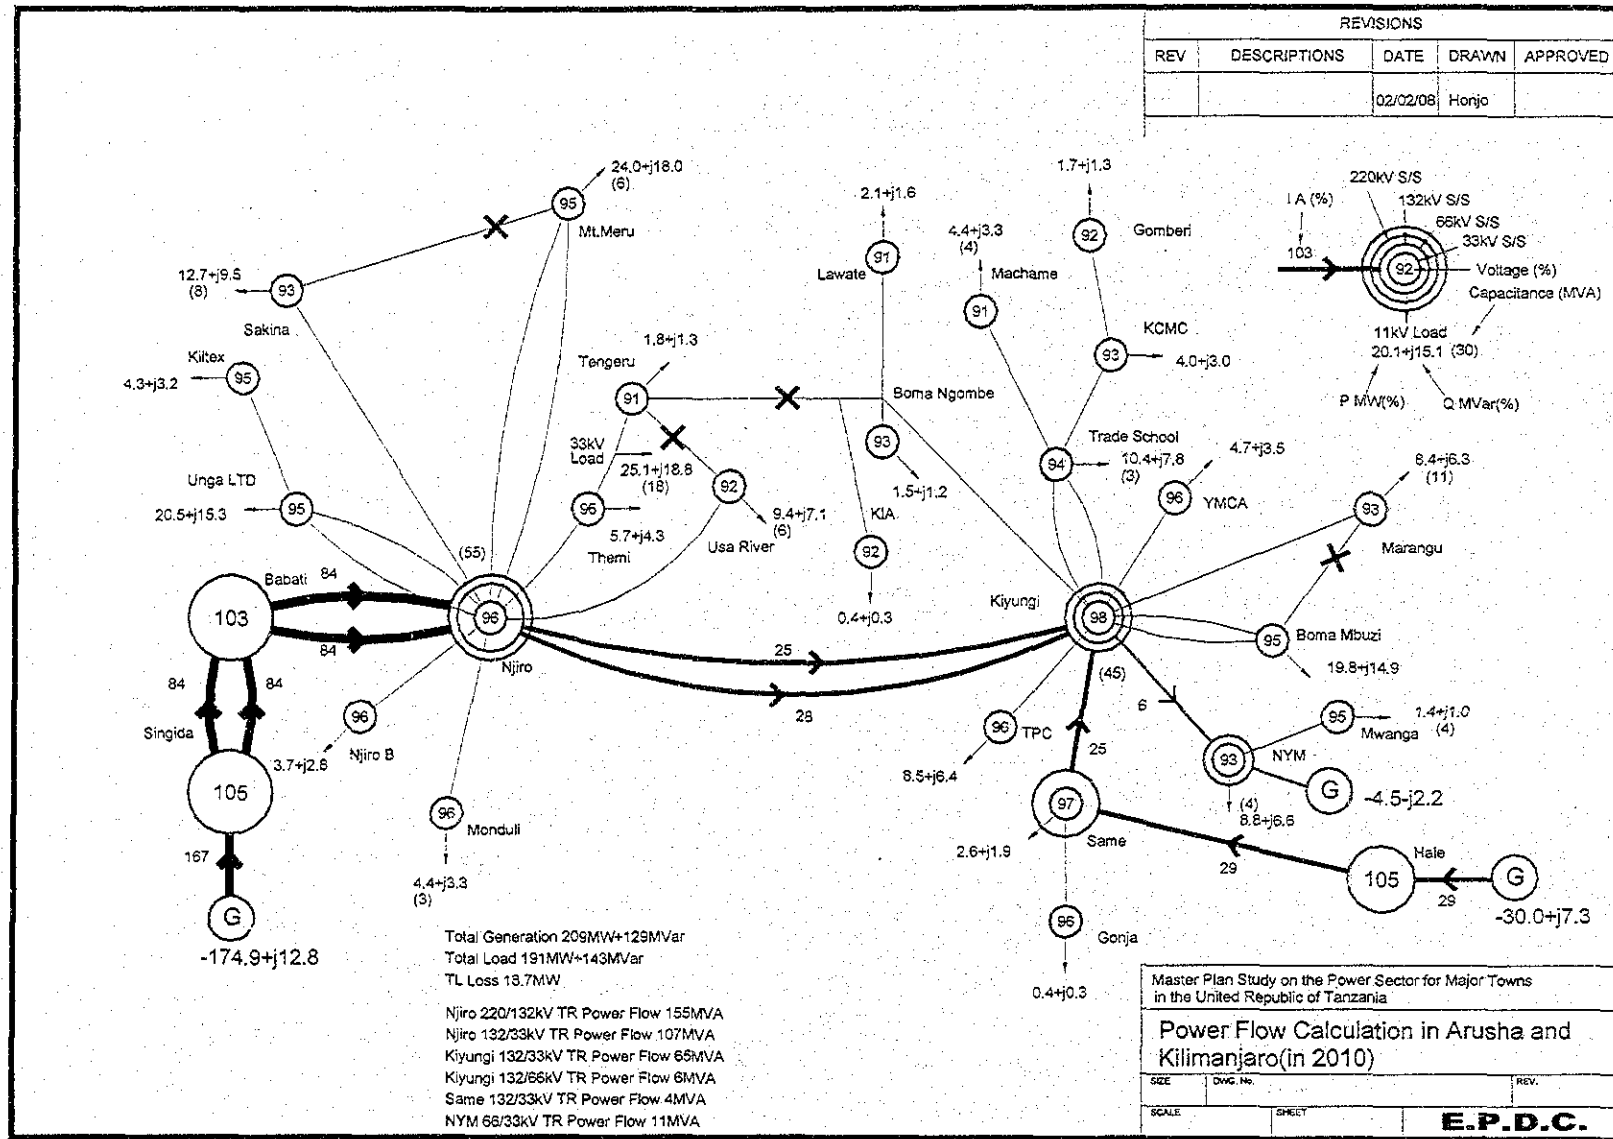 REVISIONS
REV DESCRIPTIONS DATE DRAWN APPROVED
02/02/08 Honjo
24.0+j18.0
(6)
95
Mt.Meru
12.7+j9.5
(8)
93
Sakina
Kiltex
4.3+j3.2
95
Unga LTD
20.5+j15.3
95
1.8+j1.3
Tengeru
91
33kV
Load
25.1+j18.8
(18)
96
5.7+j4.3
Themi
92
9.4+j7.1
(6)
Usa River
2.1+j1.6
91
Lawate
Boma Ngombe
93
1.5+j1.2
KIA
92
0.4+j0.3
4.4+j3.3
(4)
Machame
91
1.7+j1.3
92
Gomberi
KCMC
93
4.0+j3.0
Trade School
94
10.4+j7.8
(3)
4.7+j3.5
96
YMCA
8.4+j6.3
(11)
93
Marangu
95
Boma Mbuzi
19.8+j14.9
220kV S/S
132kV S/S
66kV S/S
33kV S/S
I A (%)
103
92
Voltage (%)
Capacitance (MVA)
11kV Load
20.1+j15.1 (30)
P MW(%)
Q MVar(%)
(55)
Babati
84
103
84
96
Njiro
84
84
Singida
105
167
G
-174.9+j12.8
96
Njiro B
3.7+j2.8
96
Monduli
4.4+j3.3
(3)
25
28
Kiyungi
98
(45)
6
96
TPC
8.5+j6.4
25
95
1.4+j1.0
(4)
Mwanga
93
NYM
(4)
8.8+j6.6
G
-4.5-j2.2
97
Same
2.6+j1.9
29
Hale
105
29
G
-30.0+j7.3
96
Gonja
0.4+j0.3
Total Generation 209MW+129MVar
Total Load 191MW+143MVar
TL Loss 18.7MW
Njiro 220/132kV TR Power Flow 155MVA
Njiro 132/33kV TR Power Flow 107MVA
Kiyungi 132/33kV TR Power Flow 65MVA
Kiyungi 132/66kV TR Power Flow 6MVA
Same 132/33kV TR Power Flow 4MVA
NYM 66/33kV TR Power Flow 11MVA
Master Plan Study on the Power Sector for Major Towns
in the United Republic of Tanzania
Power Flow Calculation in Arusha and
Kilimanjaro(in 2010)
SIZE DWG. No. REV.
SCALE SHEET E.P.D.C.